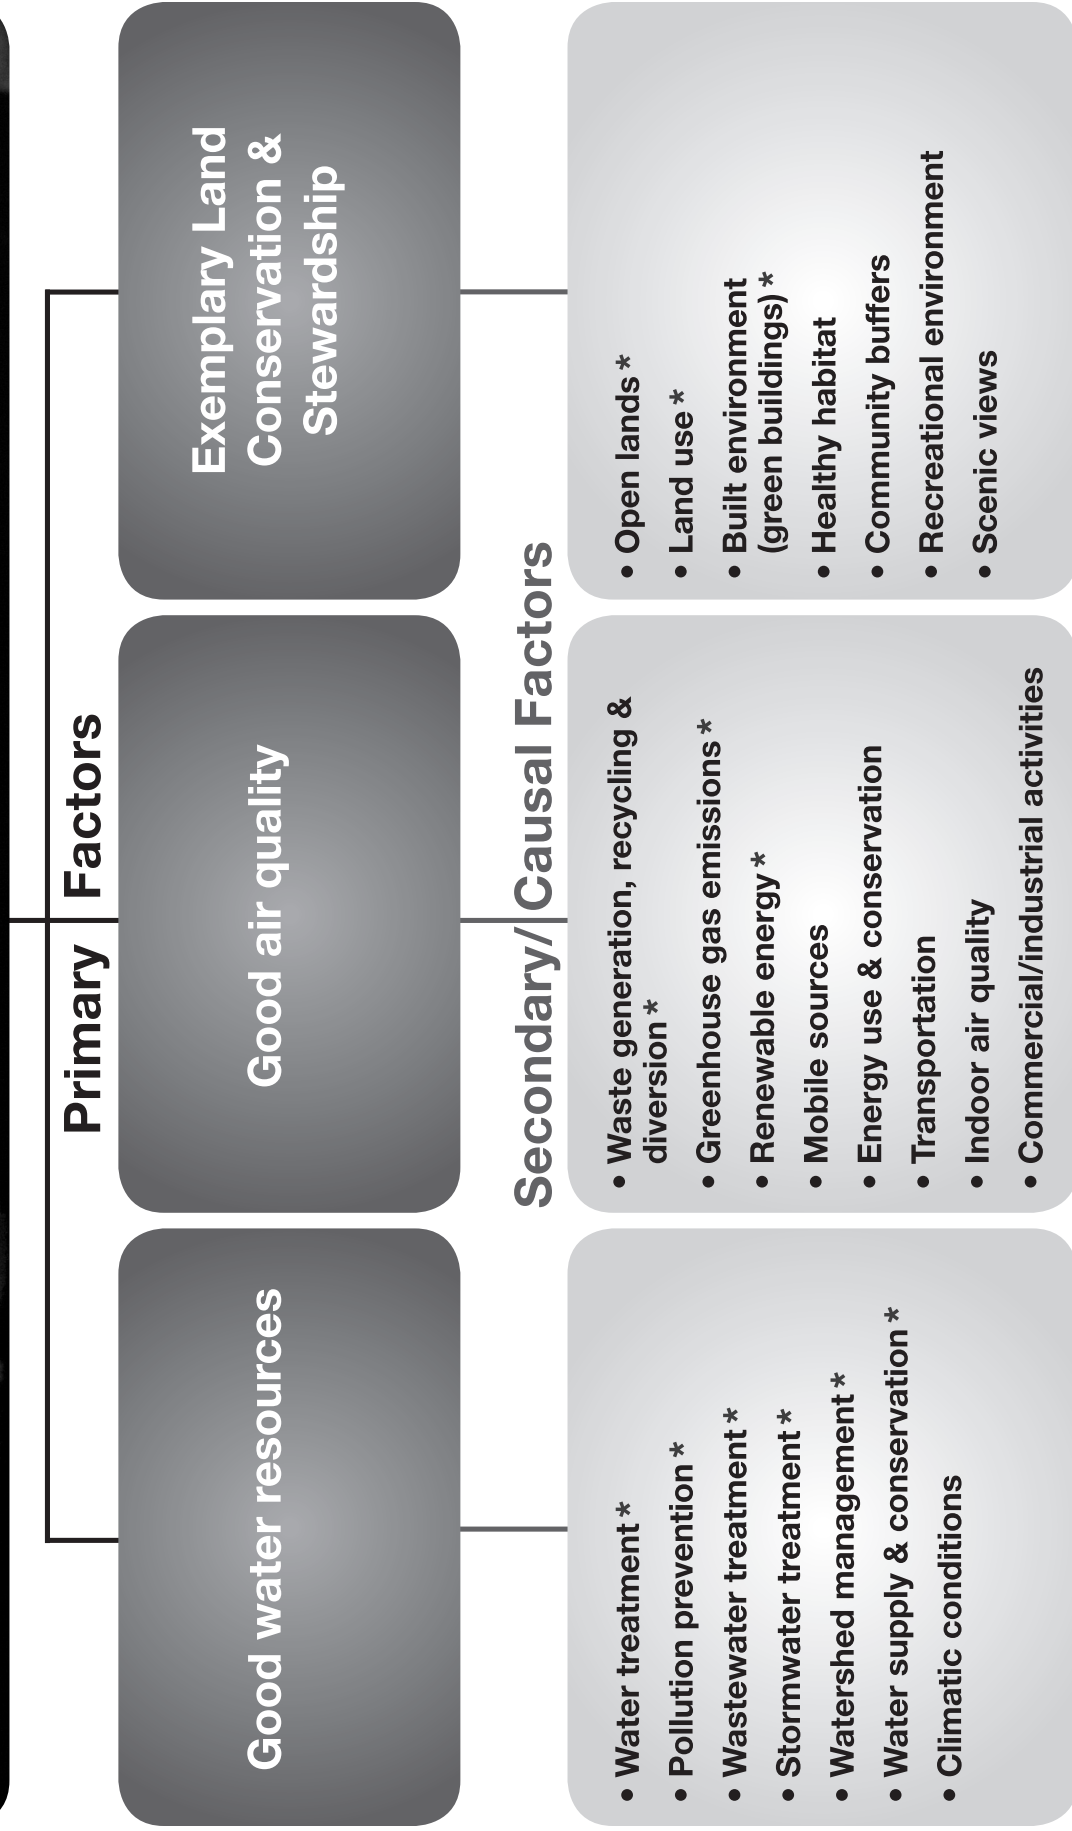 Primary Factors
Good water resources
Good air quality
Exemplary Land
Conservation &
Stewardship
Secondary/ Causal Factors
• Water treatment*
• Pollution prevention*
• Wastewater treatment*
• Stormwater treatment*
• Watershed management*
• Water supply & conservation*
• Climatic conditions
• Waste generation, recycling &
diversion*
• Greenhouse gas emissions*
• Renewable energy*
• Mobile sources
• Energy use & conservation
• Transportation
• Indoor air quality
• Commercial/industrial activities
• Open lands*
• Land use*
• Built environment
(green buildings)*
• Healthy habitat
• Community buffers
• Recreational environment
• Scenic views